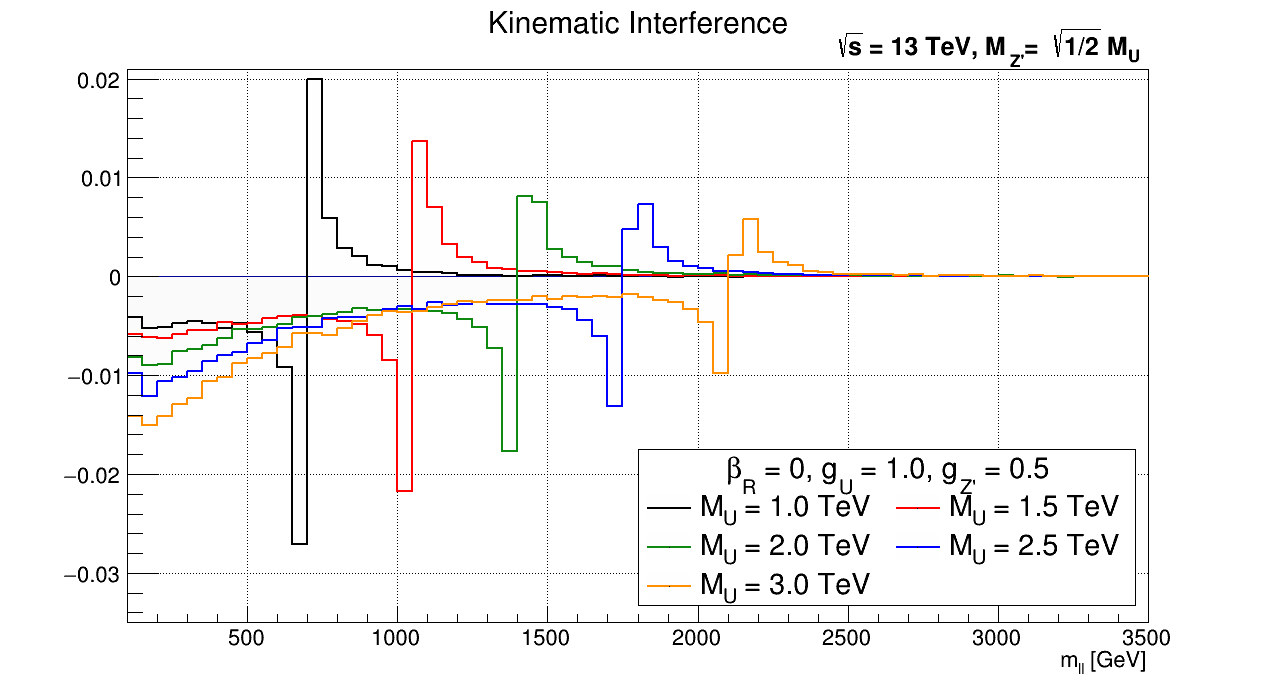 Kinematic Interference
√s = 13 TeV, M_Z'= √1/2 M_U
0.02
0.01
0
−0.01
−0.02
−0.03
β_R = 0, g_U = 1.0, g_Z' = 0.5
M_U = 1.0 TeV M_U = 1.5 TeV
M_U = 2.0 TeV M_U = 2.5 TeV
M_U = 3.0 TeV
500 1000 1500 2000 2500 3000 3500
m_ll [GeV]